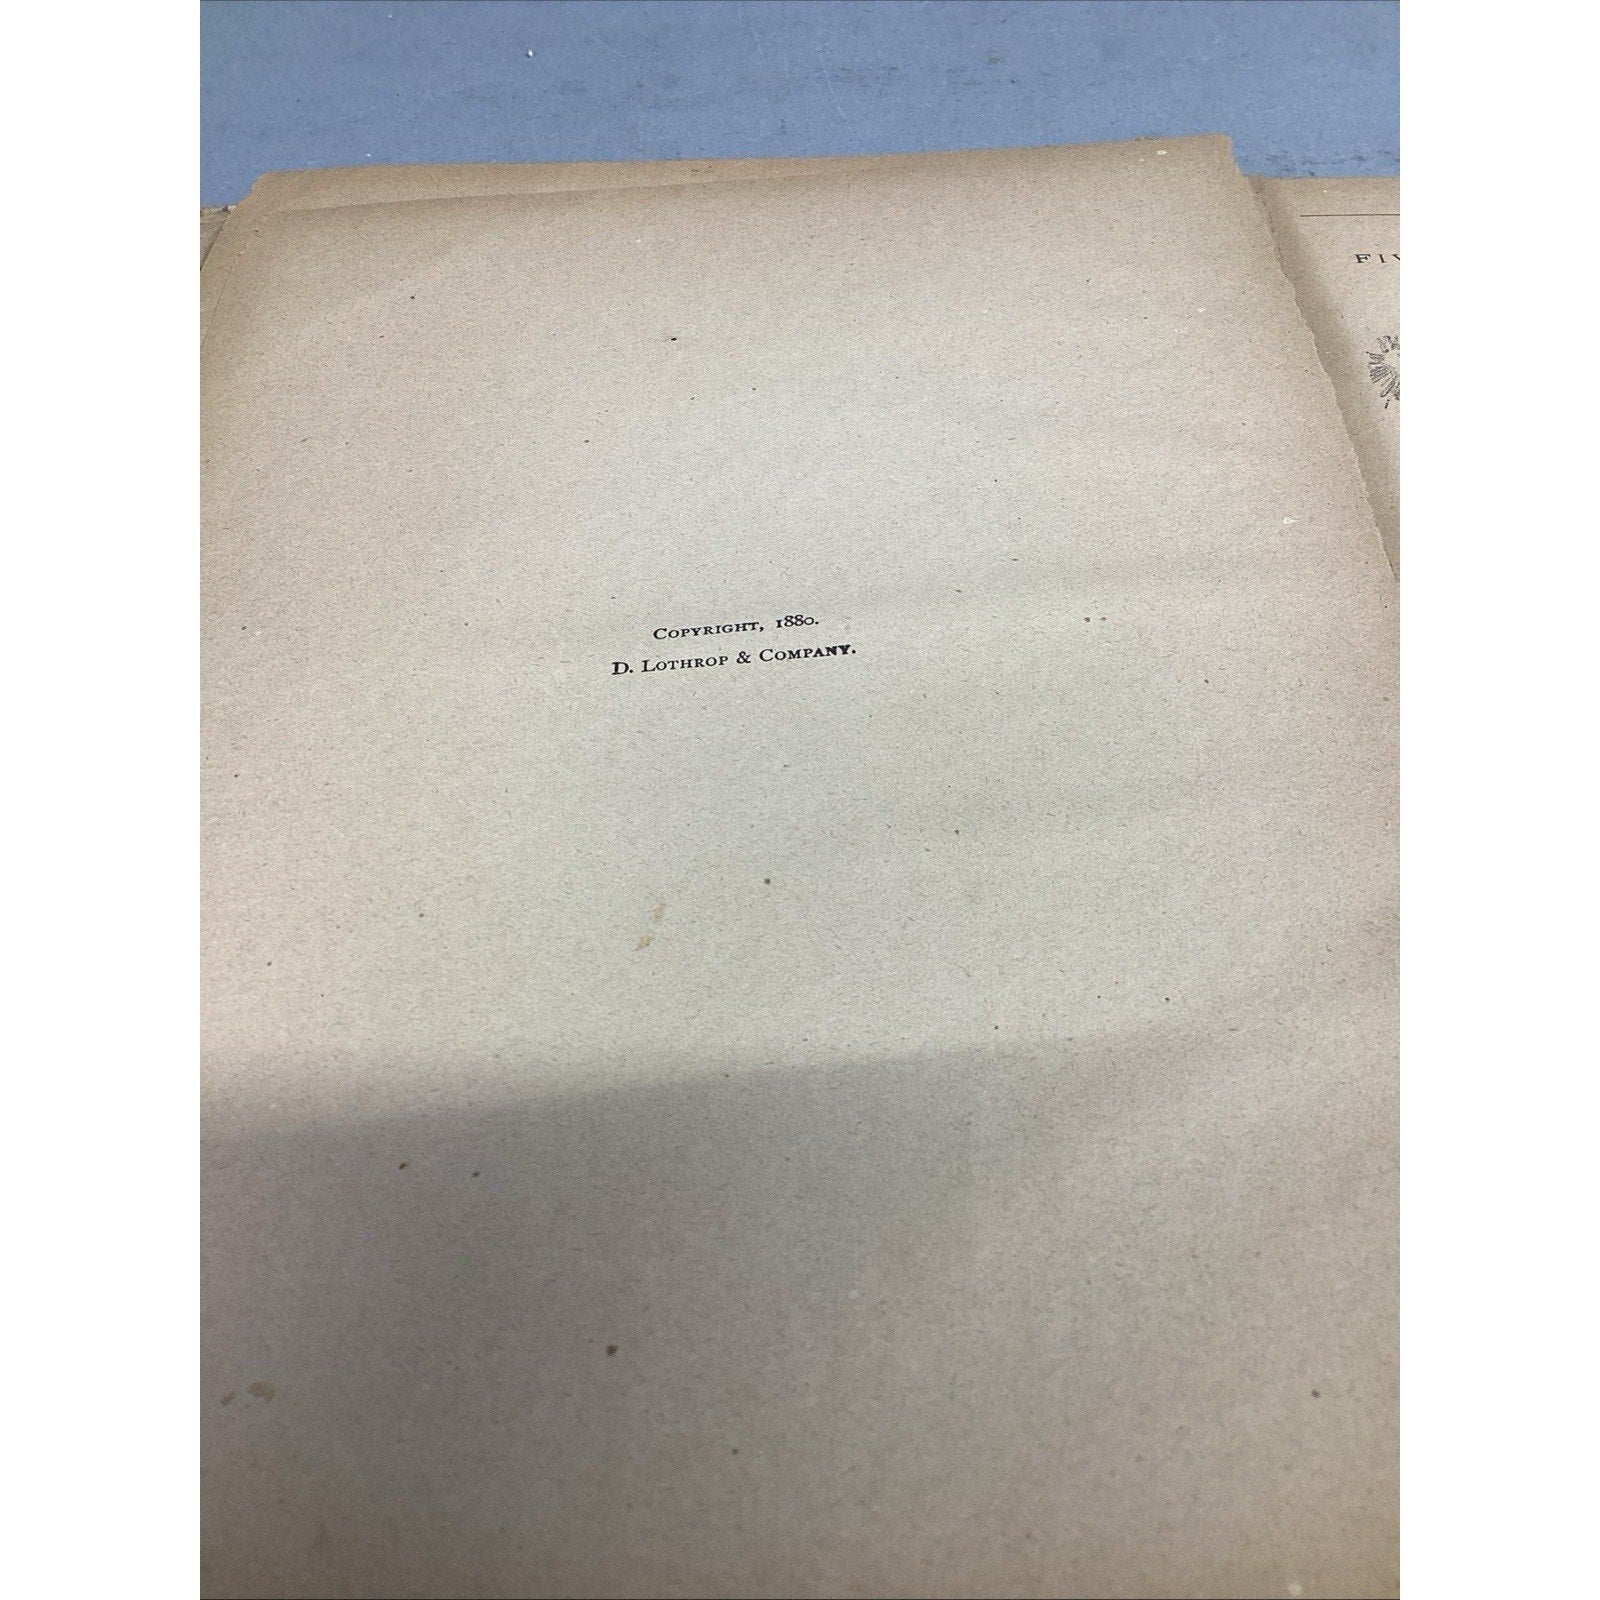 COPYRIGHT, 1880.
D. LOTHROP & COMPANY.